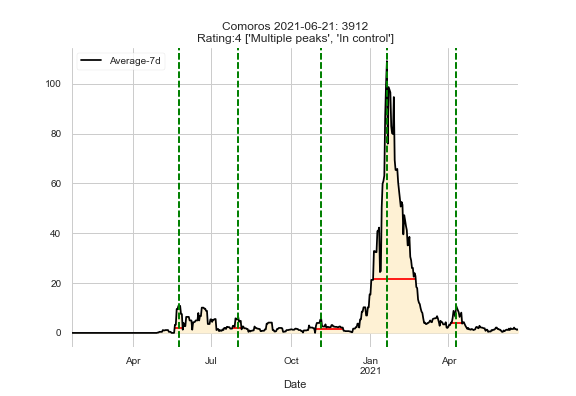 Comoros 2021-06-21: 3912
Rating:4 ['Multiple peaks', 'In control']
Average-7d
100
80
60
40
20
0
Apr Jul Oct Jan Apr
2021
Date